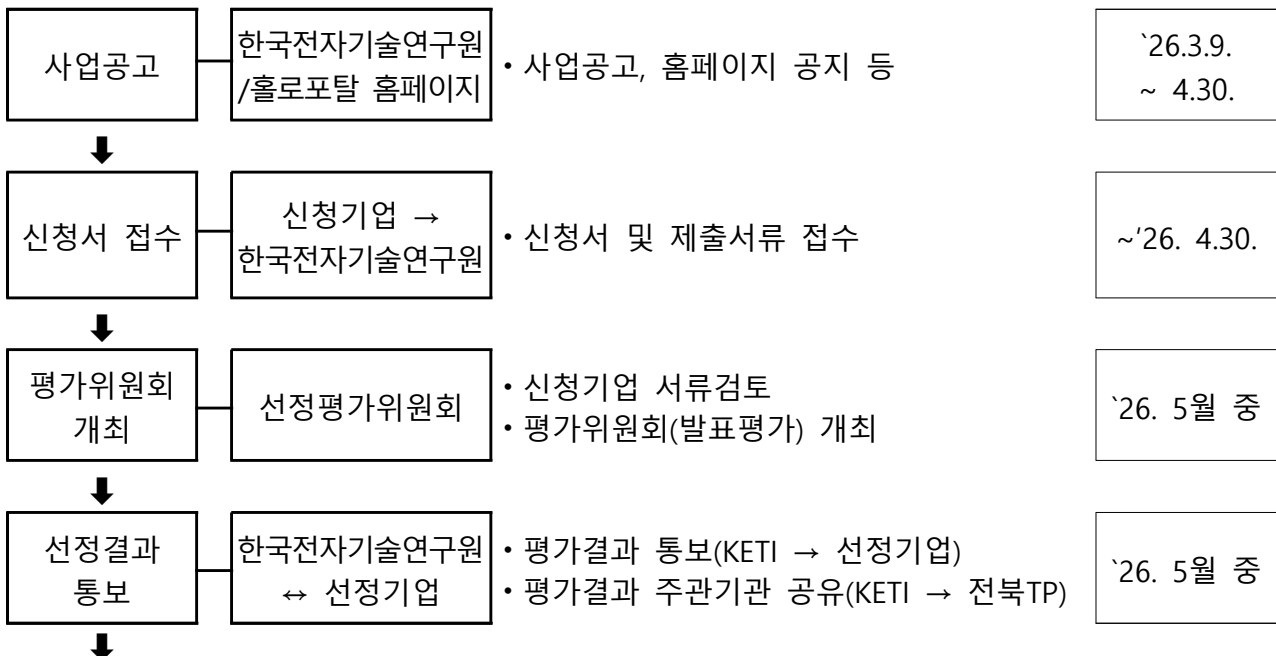 사업공고
한국전자기술연구원
/홀로포탈 홈페이지
・사업공고, 홈페이지 공지 등
`26.3.9.
~ 4.30.
신청서 접수
신청기업 →
한국전자기술연구원
・신청서 및 제출서류 접수
~'26. 4.30.
평가위원회
개최
선정평가위원회
・신청기업 서류검토
・평가위원회(발표평가) 개최
`26. 5월 중
선정결과
통보
한국전자기술연구원
↔ 선정기업
・평가결과 통보(KETI → 선정기업)
・평가결과 주관기관 공유(KETI → 전북TP)
`26. 5월 중